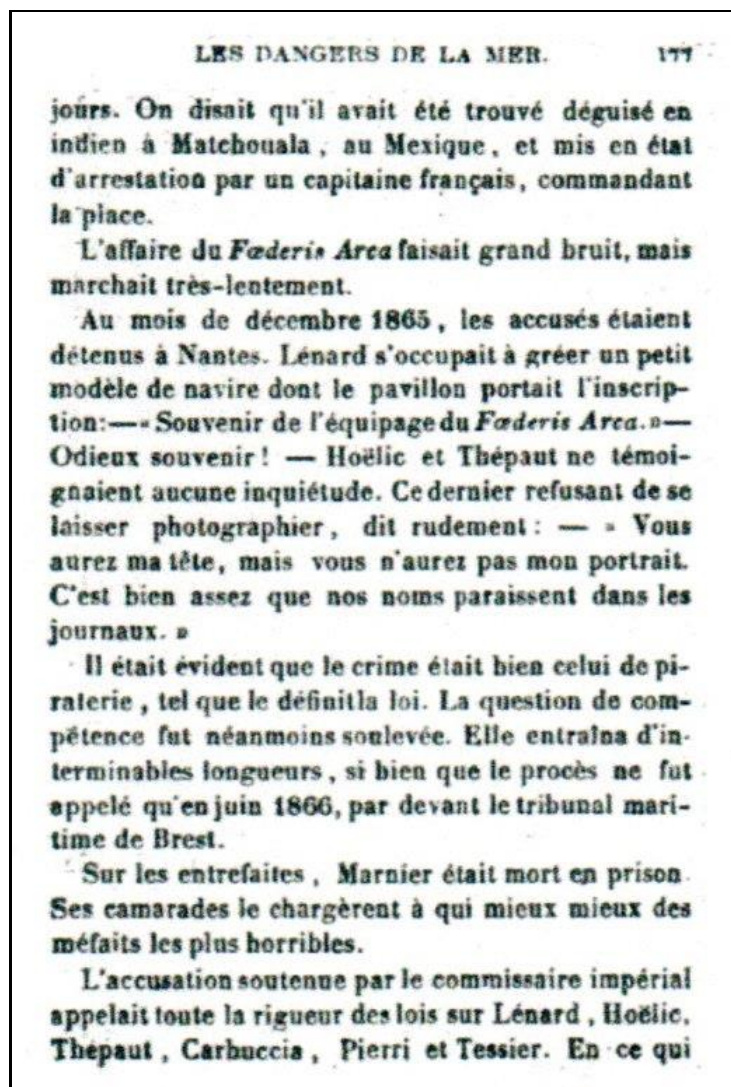 LES DANGERS DE LA MER. 177
jours. On disait qu'il avait été trouvé déguisé en
indien à Matchouala, au Mexique, et mis en état
d'arrestation par un capitaine français, commandant
la place.
L'affaire du Fœderis Arca faisait grand bruit, mais
marchait très-lentement.
Au mois de décembre 1865, les accusés étaient
détenus à Nantes. Lénard s'occupait à gréer un petit
modèle de navire dont le pavillon portait l'inscrip-
tion:—« Souvenir de l'équipage du Fœderis Arca. »—
Odieux souvenir! — Hoëlic et Thépaut ne témoi-
gnaient aucune inquiétude. Ce dernier refusant de se
laisser photographier, dit rudement: — « Vous
aurez ma tête, mais vous n'aurez pas mon portrait.
C'est bien assez que nos noms paraissent dans les
journaux. »
Il était évident que le crime était bien celui de pi-
raterie, tel que le définit la loi. La question de com-
pétence fut néanmoins soulevée. Elle entraîna d'in-
terminables longueurs, si bien que le procès ne fut
appelé qu'en juin 1866, par devant le tribunal mari-
time de Brest.
Sur les entrefaites, Marnier était mort en prison.
Ses camarades le chargèrent à qui mieux mieux des
méfaits les plus horribles.
L'accusation soutenue par le commissaire impérial
appelait toute la rigueur des lois sur Lénard, Hoëlic,
Thépaut, Carbuccia, Pierri et Tessier. En ce qui